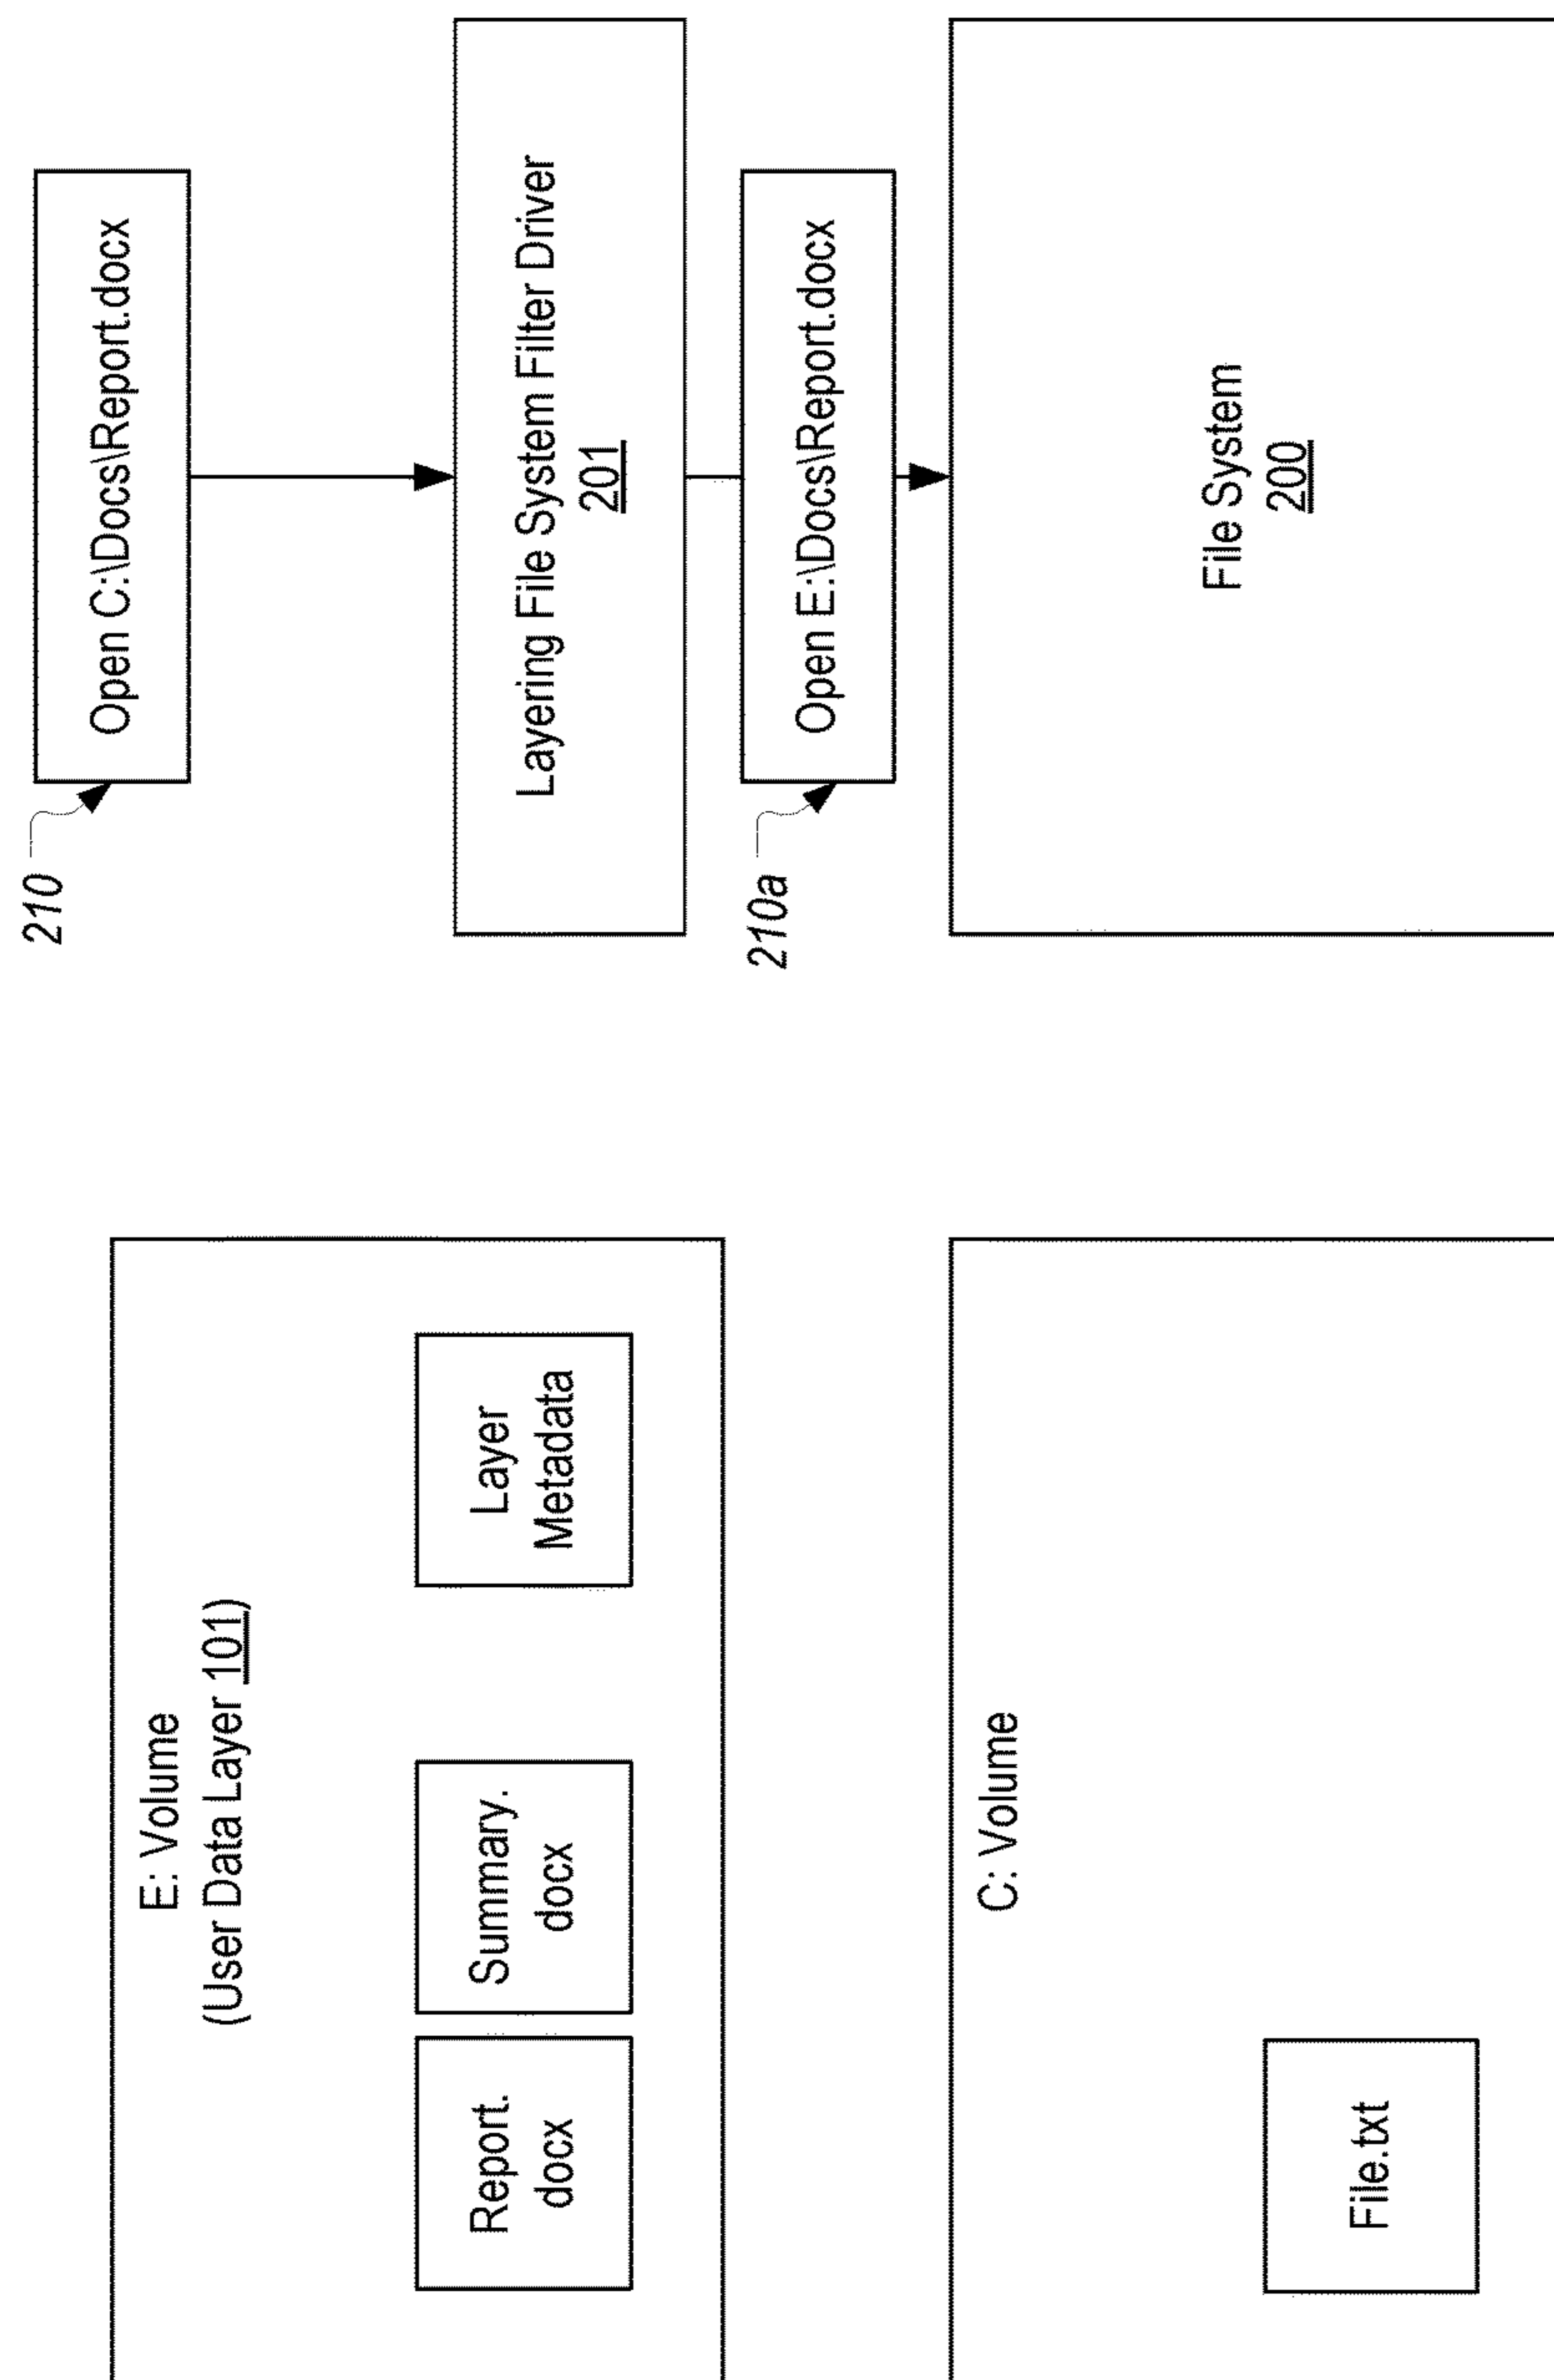 E: Volume
(User Data Layer 101)
Report.
docx
Summary.
docx
Layer
Metadata
C: Volume
File.txt
210
Open C:\Docs\Report.docx
Layering File System Filter Driver
201
210a
Open E:\Docs\Report.docx
File System
200